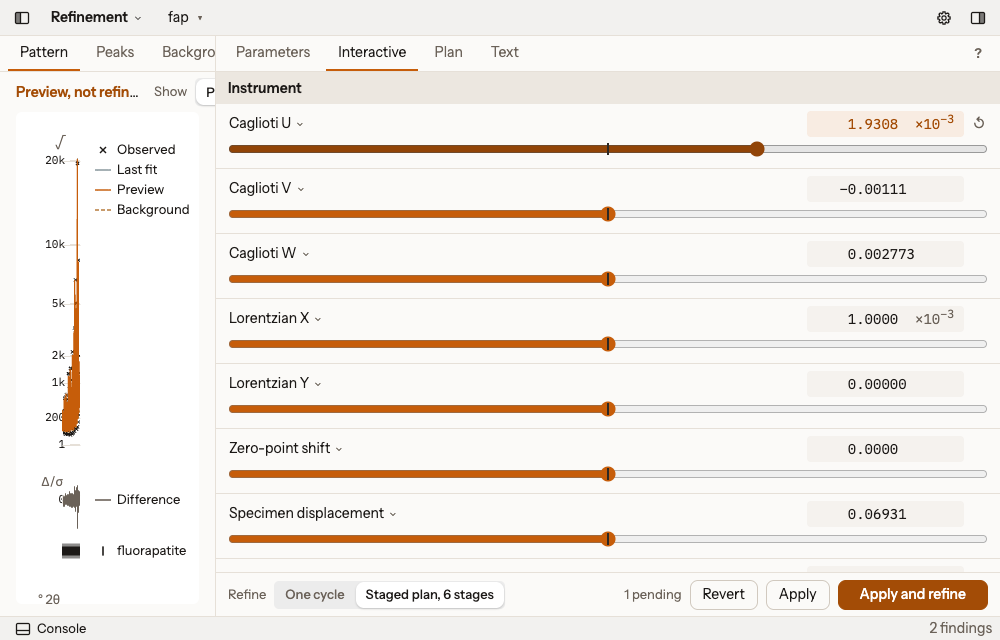 Refinement fap
Pattern Peaks Backgro Parameters Interactive Plan Text ?
Preview, not refin... Show P
Instrument
Caglioti U 1.9308 ×10⁻³
Caglioti V −0.00111
Caglioti W 0.002773
Lorentzian X 1.0000 ×10⁻³
Lorentzian Y 0.00000
Zero-point shift 0.0000
Specimen displacement 0.06931
√
20k
10k
5k
2k
1k
200
1
× Observed
Last fit
Preview
Background
Δ/σ
0
Difference
fluorapatite
°2θ
Refine One cycle Staged plan, 6 stages 1 pending Revert Apply Apply and refine
Console 2 findings